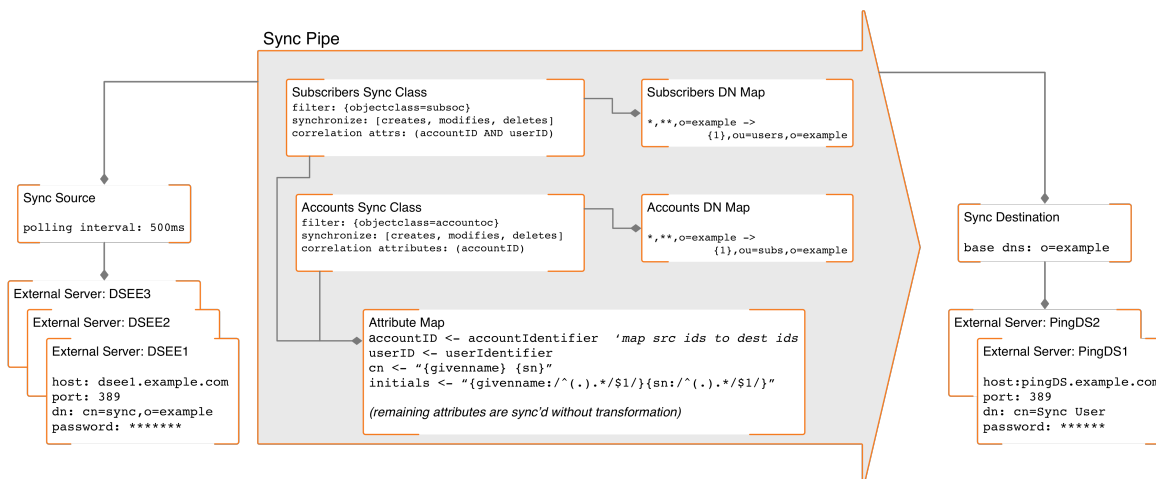 Sync Pipe
Subscribers Sync Class
filter: {objectclass=subsoc}
synchronize: [creates, modifies, deletes]
correlation attrs: (accountID AND userID)
Subscribers DN Map
*,**,o=example ->
{1},ou=users,o=example
Sync Source
polling interval: 500ms
Accounts Sync Class
filter: {objectclass=accountoc}
synchronize: [creates, modifies, deletes]
correlation attributes: (accountID)
Accounts DN Map
*,**,o=example ->
{1},ou=subs,o=example
Sync Destination
base dns: o=example
External Server: DSEE3
External Server: DSEE2
External Server: DSEE1
host: dsee1.example.com
port: 389
dn: cn=sync,o=example
password: *******
Attribute Map
accountID <- accountIdentifier ‘map src ids to dest ids
userID <- userIdentifier
cn <- “{givenname} {sn}”
initials <- “{givenname:/^(.).*/$1/}{sn:/^(.).*/$1/}”
(remaining attributes are sync’d without transformation)
External Server: PingDS2
External Server: PingDS1
host:pingDS.example.com
port: 389
dn: cn=Sync User
password: ******